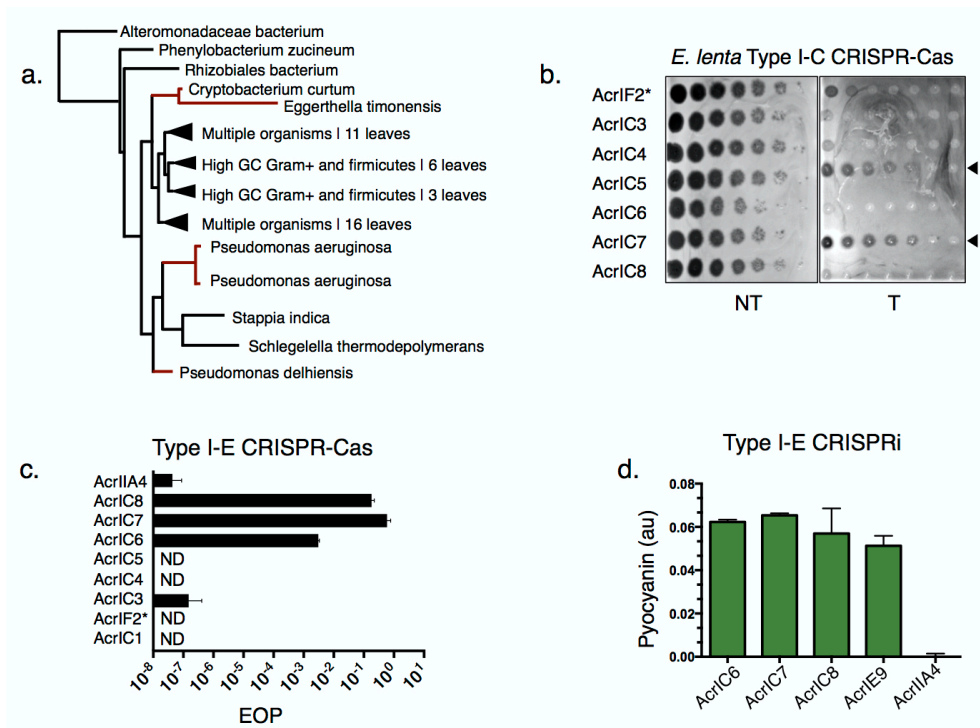 a.
Alteromonadaceae bacterium
Phenylobacterium zucineum
Rhizobiales bacterium
Cryptobacterium curtum
Eggerthella timonensis
Multiple organisms | 11 leaves
High GC Gram+ and firmicutes | 6 leaves
High GC Gram+ and firmicutes | 3 leaves
Multiple organisms | 16 leaves
Pseudomonas aeruginosa
Pseudomonas aeruginosa
Stappia indica
Schlegelella thermodepolymerans
Pseudomonas delhiensis
b.
E. lenta Type I-C CRISPR-Cas
AcrIF2*
AcrIC3
AcrIC4
AcrIC5
AcrIC6
AcrIC7
AcrIC8
NT
T
c.
Type I-E CRISPR-Cas
AcrIIA4
AcrIC8
AcrIC7
AcrIC6
AcrIC5 ND
AcrIC4 ND
AcrIC3
AcrIF2* ND
AcrIC1 ND
10-8 10-7 10-6 10-5 10-4 10-3 10-2 10-1 100 101
EOP
d.
Type I-E CRISPRi
Pyocyanin (au)
0.08
0.06
0.04
0.02
0.00
AcrIC6 AcrIC7 AcrIC8 AcrIE9 AcrIIA4